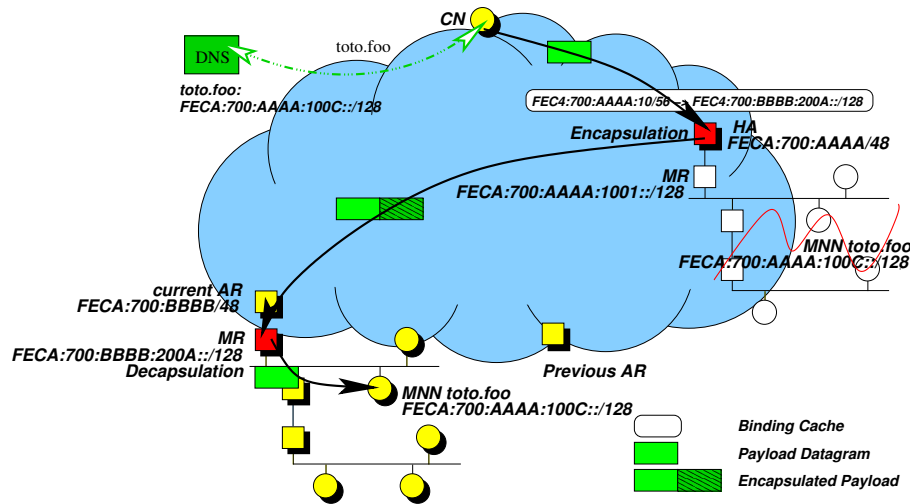 CN
toto.foo
DNS
toto.foo:
FECA:700:AAAA:100C::/128
FEC4:700:AAAA:10/56 --> FEC4:700:BBBB:200A::/128
Encapsulation
HA
FECA:700:AAAA/48
MR
FECA:700:AAAA:1001::/128
MNN toto.foo
FECA:700:AAAA:100C::/128
current AR
FECA:700:BBBB/48
MR
FECA:700:BBBB:200A::/128
Decapsulation
Previous AR
MNN toto.foo
FECA:700:AAAA:100C::/128
Binding Cache
Payload Datagram
Encapsulated Payload